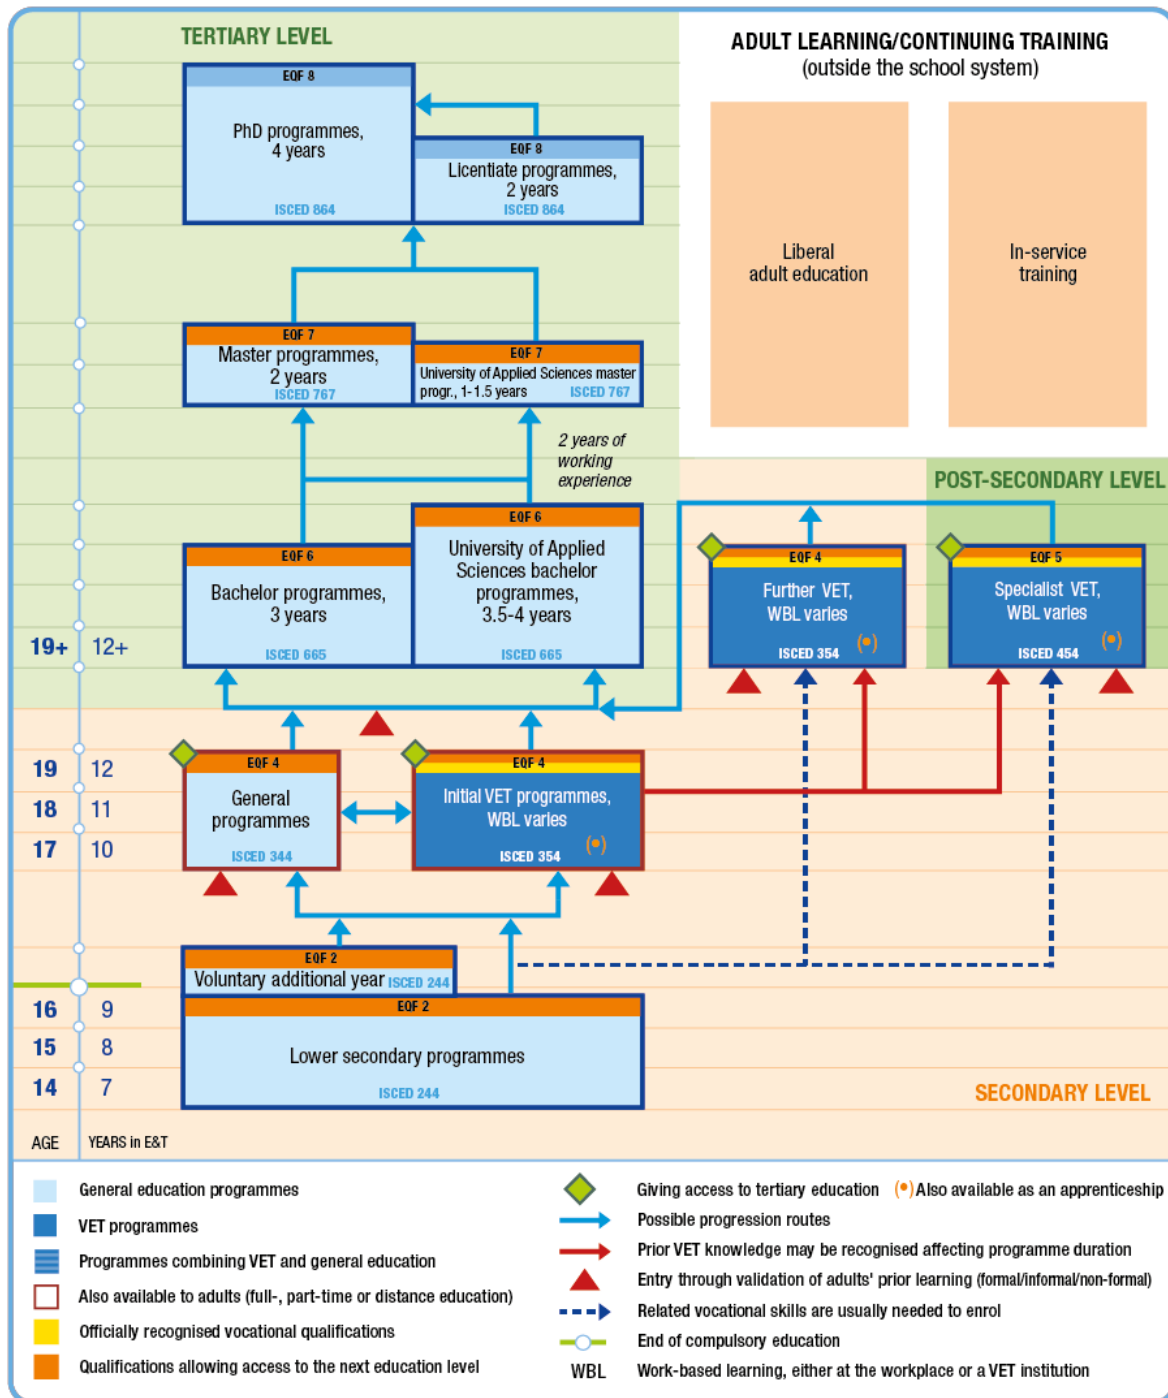 TERTIARY LEVEL
ADULT LEARNING/CONTINUING TRAINING
(outside the school system)
EQF 8
PhD programmes,
4 years
ISCED 864
EQF 8
Licentiate programmes,
2 years
ISCED 864
Liberal
adult education
In-service
training
EQF 7
Master programmes,
2 years
ISCED 767
EQF 7
University of Applied Sciences master
progr., 1-1.5 years ISCED 767
2 years of
working
experience
POST-SECONDARY LEVEL
EQF 6
Bachelor programmes,
3 years
ISCED 665
EQF 6
University of Applied
Sciences bachelor
programmes,
3.5-4 years
ISCED 665
EQF 4
Further VET,
WBL varies
(•)
ISCED 354
EQF 5
Specialist VET,
WBL varies
(•)
ISCED 454
19+ 12+
EQF 4
General
programmes
ISCED 344
EQF 4
Initial VET programmes,
WBL varies
(•)
ISCED 354
19 12
18 11
17 10
EQF 2
Voluntary additional year ISCED 244
EQF 2
Lower secondary programmes
ISCED 244
16 9
15 8
14 7
SECONDARY LEVEL
AGE YEARS in E&T
General education programmes
VET programmes
Programmes combining VET and general education
Also available to adults (full-, part-time or distance education)
Officially recognised vocational qualifications
Qualifications allowing access to the next education level
Giving access to tertiary education (•) Also available as an apprenticeship
Possible progression routes
Prior VET knowledge may be recognised affecting programme duration
Entry through validation of adults' prior learning (formal/informal/non-formal)
Related vocational skills are usually needed to enrol
End of compulsory education
WBL Work-based learning, either at the workplace or a VET institution